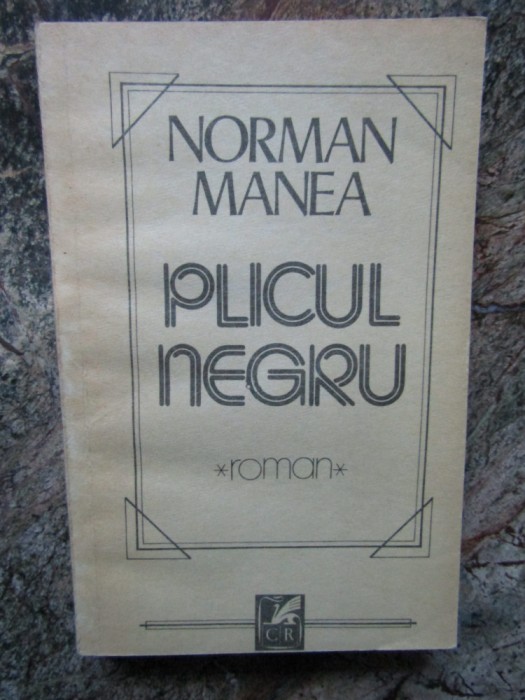 NORMAN
MANEA
PLICUL
NEGRU
*roman*
CR